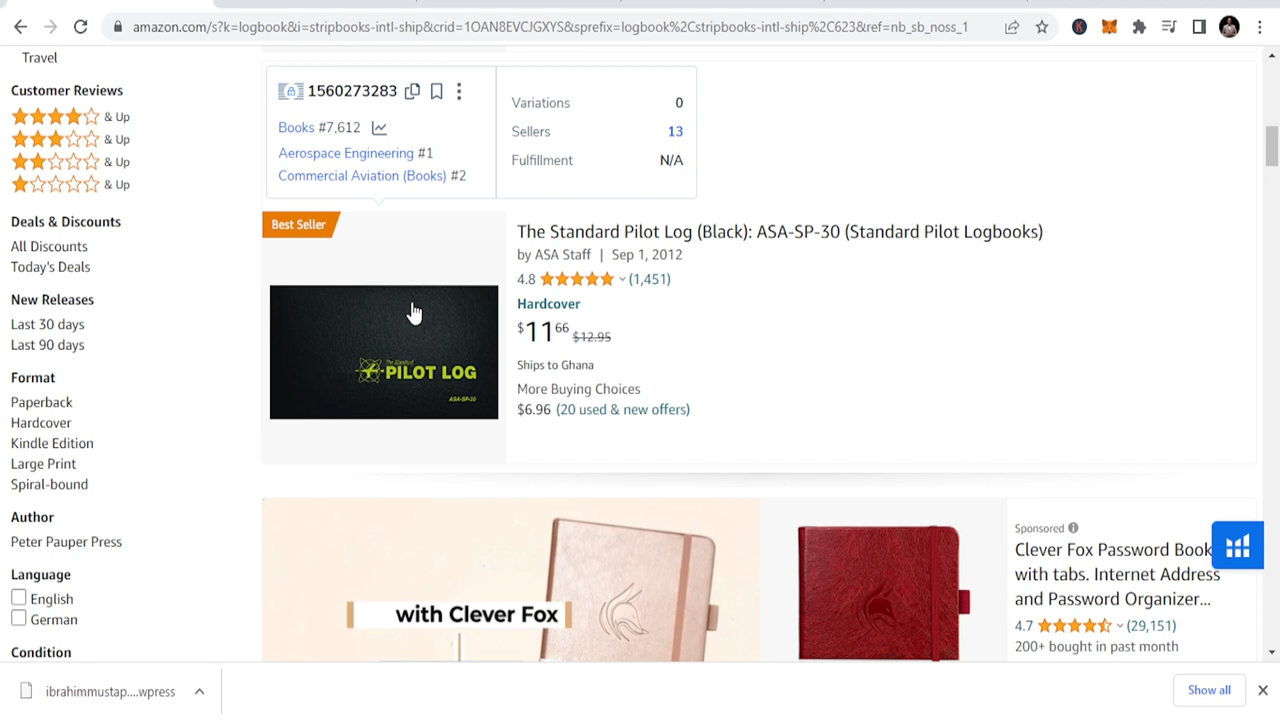 amazon.com/s?k=logbook&i=stripbooks-intl-ship&crid=1OAN8EVCJGXYS&sprefix=logbook%2Cstripbooks-intl-ship%2C623&ref=nb_sb_noss_1
Travel
Customer Reviews
& Up
& Up
& Up
& Up
Deals & Discounts
All Discounts
Today's Deals
New Releases
Last 30 days
Last 90 days
Format
Paperback
Hardcover
Kindle Edition
Large Print
Spiral-bound
Author
Peter Pauper Press
Language
English
German
Condition
1560273283
Books #7,612
Aerospace Engineering #1
Commercial Aviation (Books) #2
Variations 0
Sellers 13
Fulfillment N/A
Best Seller
The Standard
PILOT LOG
ASA-SP-30
The Standard Pilot Log (Black): ASA-SP-30 (Standard Pilot Logbooks)
by ASA Staff | Sep 1, 2012
4.8 (1,451)
Hardcover
$11.66 $12.95
Ships to Ghana
More Buying Choices
$6.96 (20 used & new offers)
with Clever Fox
Sponsored
Clever Fox Password Book
with tabs. Internet Address
and Password Organizer...
4.7 (29,151)
200+ bought in past month
ibrahimmustap....wpress
Show all